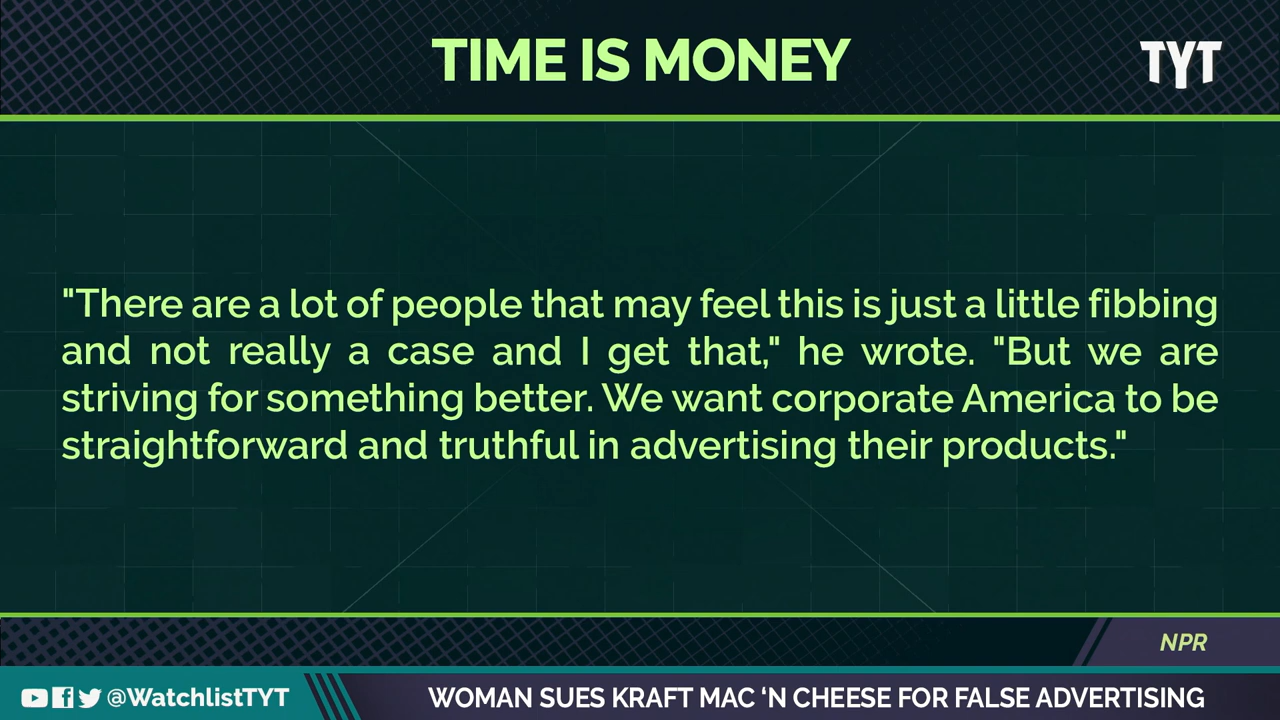 TIME IS MONEY
TYT
"There are a lot of people that may feel this is just a little fibbing
and not really a case and I get that," he wrote. "But we are
striving for something better. We want corporate America to be
straightforward and truthful in advertising their products."
NPR
@WatchlistTYT
WOMAN SUES KRAFT MAC ‘N CHEESE FOR FALSE ADVERTISING